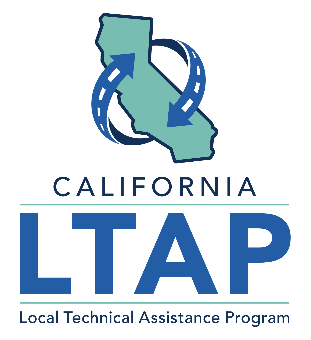 CALIFORNIA
LTAP
Local Technical Assistance Program